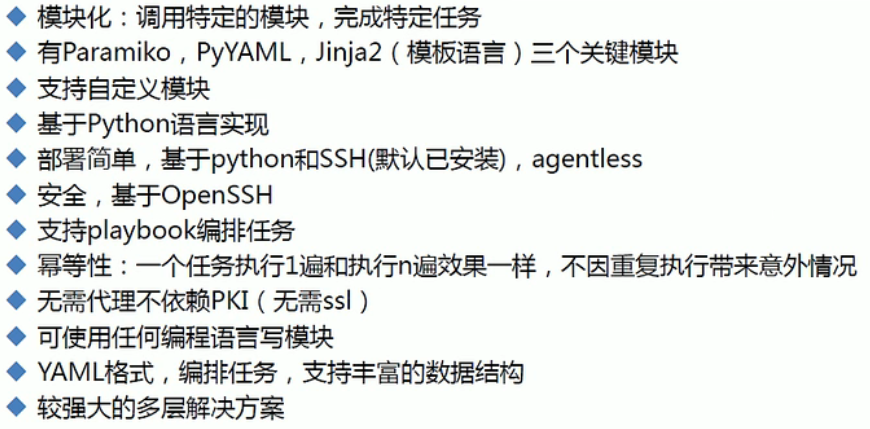 模块化：调用特定的模块，完成特定任务
有Paramiko，PyYAML，Jinja2（模板语言）三个关键模块
支持自定义模块
基于Python语言实现
部署简单，基于python和SSH(默认已安装)，agentless
安全，基于OpenSSH
支持playbook编排任务
幂等性：一个任务执行1遍和执行n遍效果一样，不因重复执行带来意外情况
无需代理不依赖PKI（无需ssl）
可使用任何编程语言写模块
YAML格式，编排任务，支持丰富的数据结构
较强大的多层解决方案